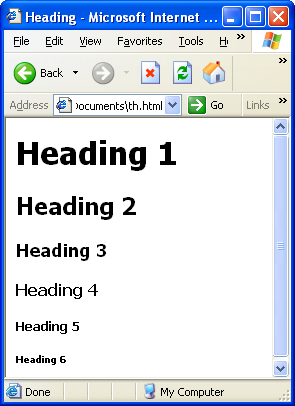 Heading - Microsoft Internet ...
File Edit View Favorites Tools He »
Back »
Address ocuments\th.html Go Links »
Heading 1
Heading 2
Heading 3
Heading 4
Heading 5
Heading 6
Done My Computer